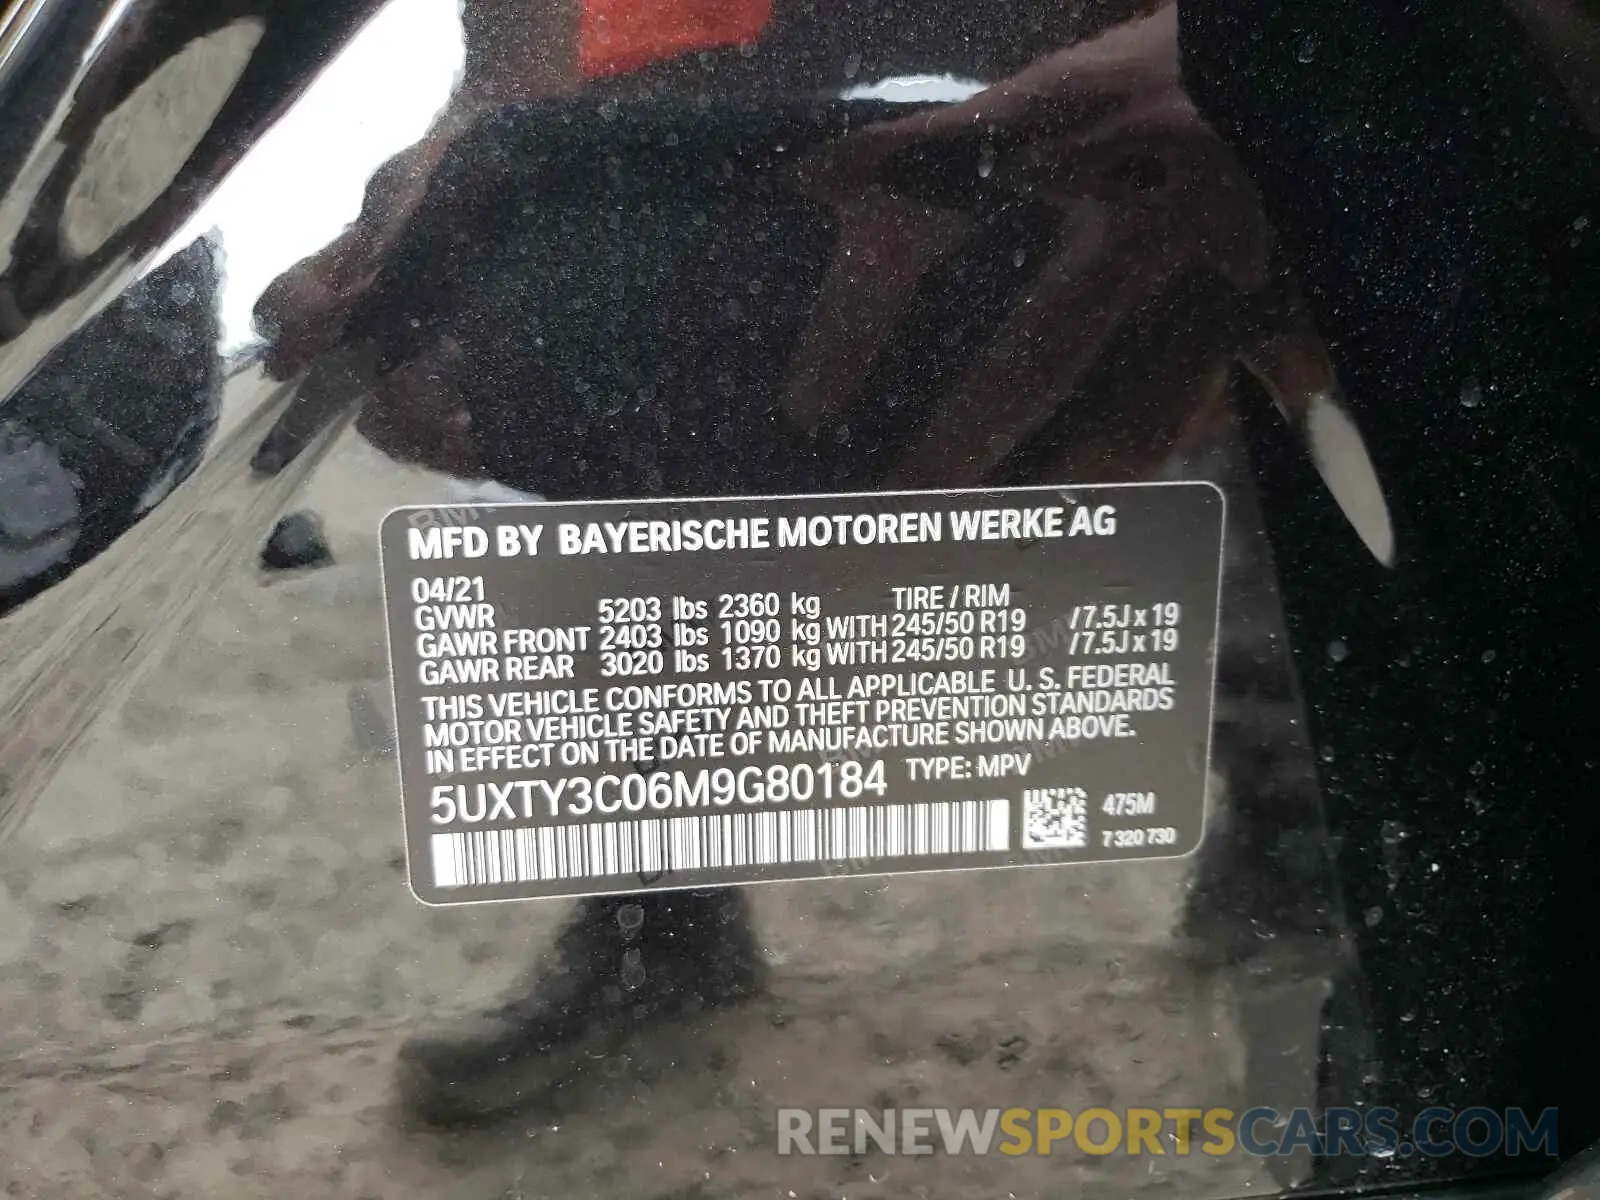 MFD BY BAYERISCHE MOTOREN WERKE AG
04/21 TIRE / RIM
GVWR 5203 lbs 2360 kg
GAWR FRONT 2403 lbs 1090 kg WITH 245/50 R19 /7.5J x 19
GAWR REAR 3020 lbs 1370 kg WITH 245/50 R19 /7.5J x 19
THIS VEHICLE CONFORMS TO ALL APPLICABLE U. S. FEDERAL
MOTOR VEHICLE SAFETY AND THEFT PREVENTION STANDARDS
IN EFFECT ON THE DATE OF MANUFACTURE SHOWN ABOVE.
5UXTY3C06M9G80184 TYPE: MPV
475M
7 320 730
RENEWSPORTSCARS.COM